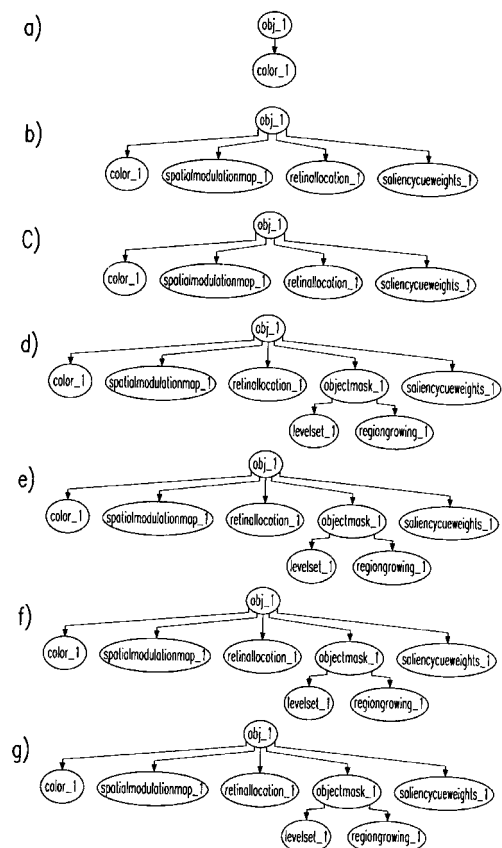 a)
obj_1
color_1
b)
obj_1
color_1 spatialmodulationmap_1 retinallocation_1 saliencycueweights_1
C)
obj_1
color_1 spatialmodulationmap_1 retinallocation_1 saliencycueweights_1
d)
obj_1
color_1 spatialmodulationmap_1 retinallocation_1 objectmask_1 saliencycueweights_1
levelset_1 regiongrowing_1
e)
obj_1
color_1 spatialmodulationmap_1 retinallocation_1 objectmask_1 saliencycueweights_1
levelset_1 regiongrowing_1
f)
obj_1
color_1 spatialmodulationmap_1 retinallocation_1 objectmask_1 saliencycueweights_1
levelset_1 regiongrowing_1
g)
obj_1
color_1 spatialmodulationmap_1 retinallocation_1 objectmask_1 saliencycueweights_1
levelset_1 regiongrowing_1